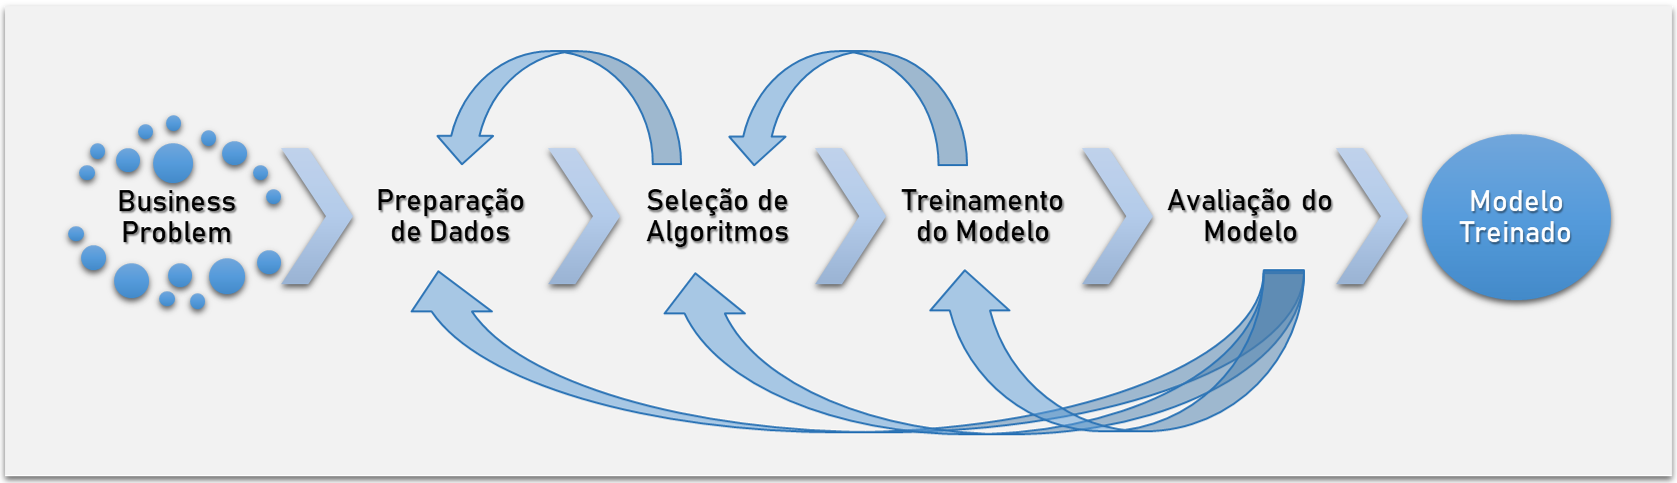 Business
Problem
Preparação
de Dados
Seleção de
Algoritmos
Treinamento
do Modelo
Avaliação do
Modelo
Modelo
Treinado